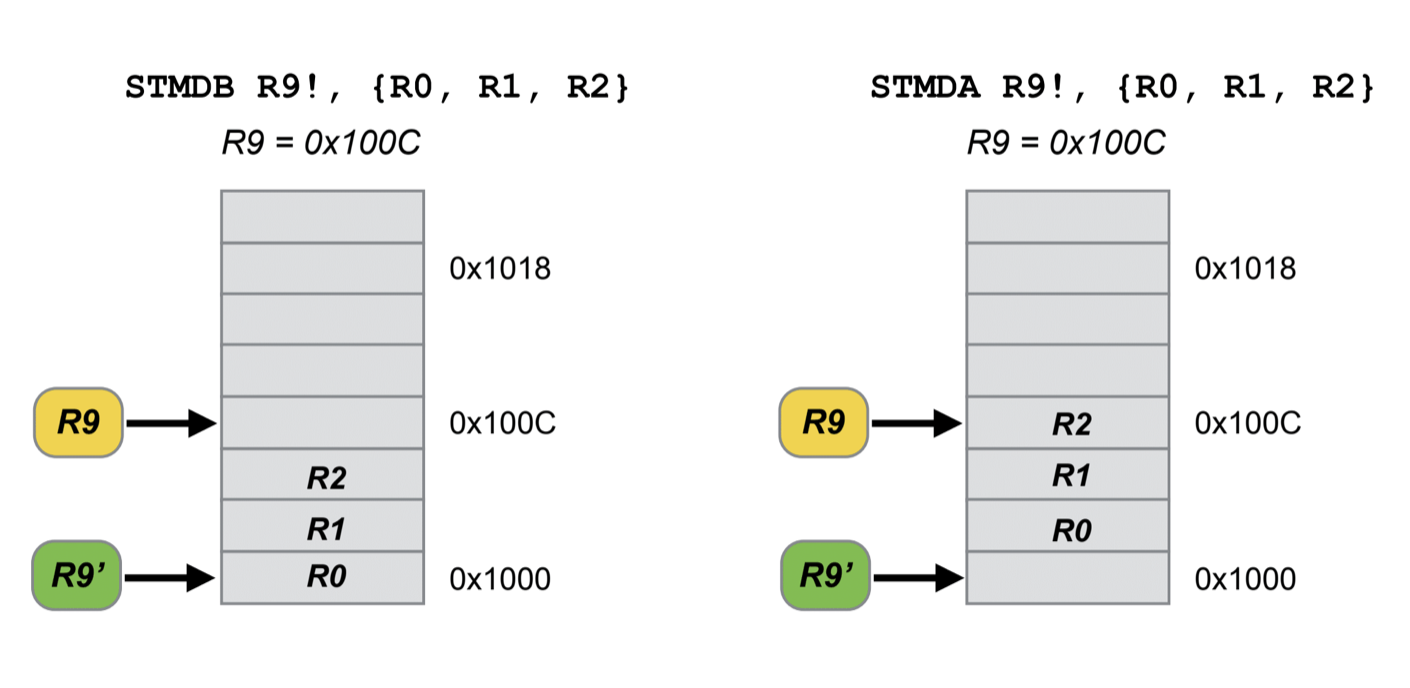 STMDB R9!, {R0, R1, R2}
R9 = 0x100C
0x1018
R9
0x100C
R2
R1
R9’
R0
0x1000
STMDA R9!, {R0, R1, R2}
R9 = 0x100C
0x1018
R9
R2
0x100C
R1
R0
R9’
0x1000